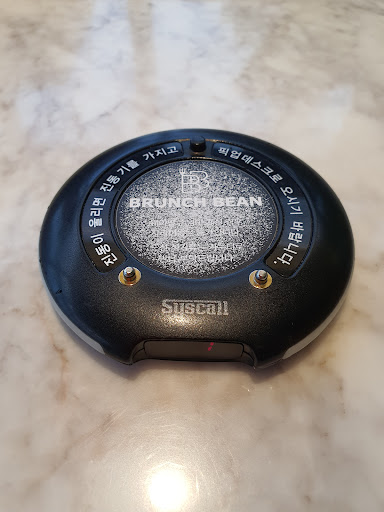 진동이 울리면 진동기를 가지고
픽업데스크로 오시기 바랍니다.
BB
BRUNCH BEAN
Syscall